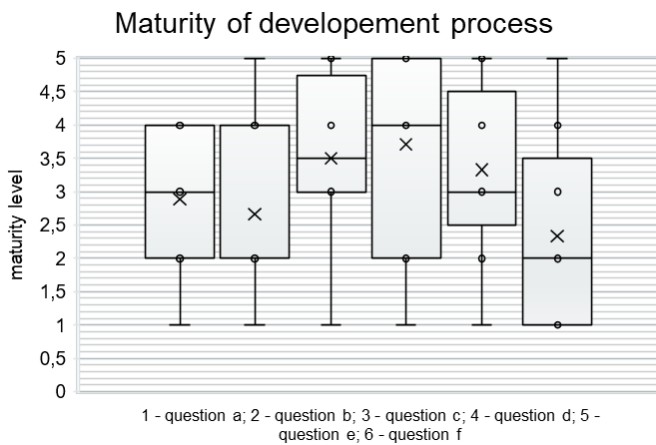 Maturity of developement process
maturity level
5
4,5
4
3,5
3
2,5
2
1,5
1
0,5
0
1 - question a; 2 - question b; 3 - question c; 4 - question d; 5 -
question e; 6 - question f